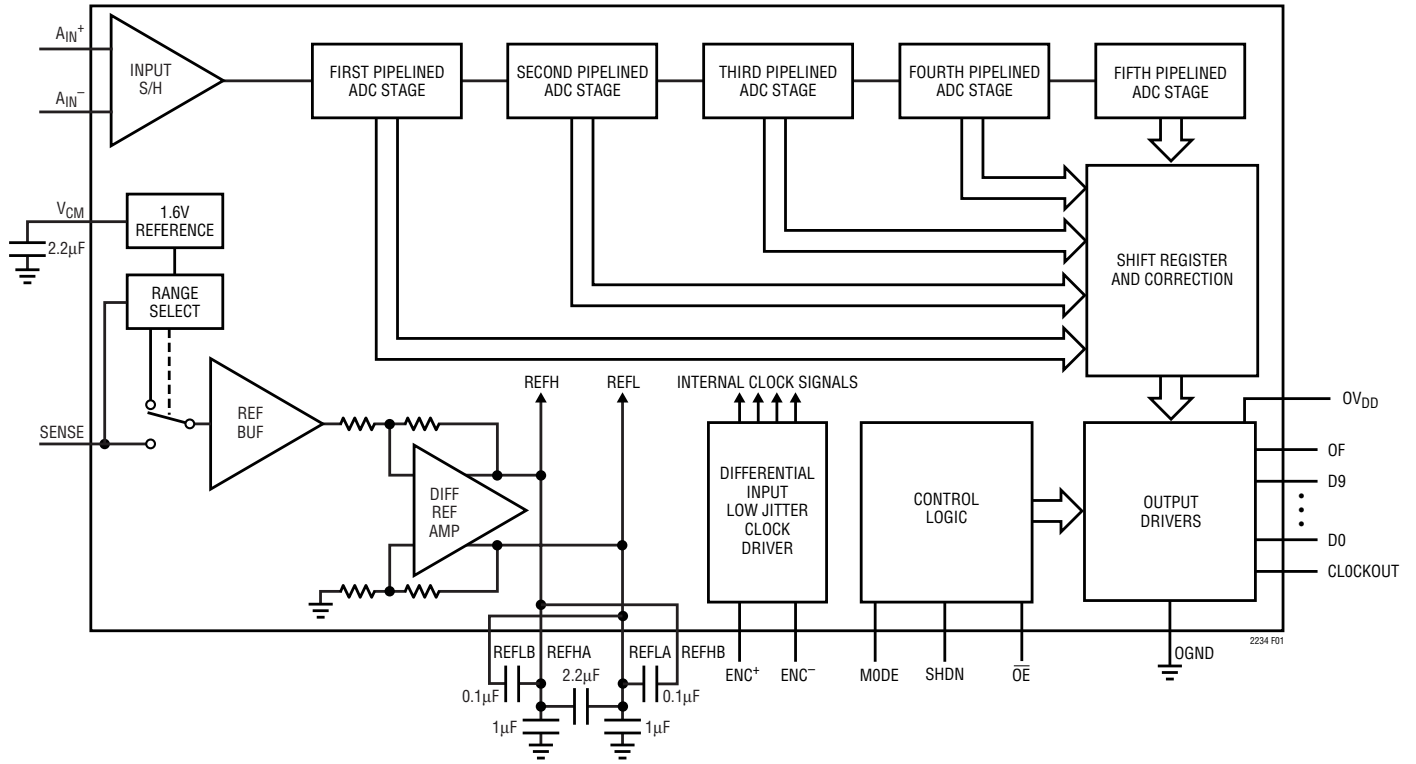 AIN+
AIN–
INPUT
S/H
FIRST PIPELINED
ADC STAGE
SECOND PIPELINED
ADC STAGE
THIRD PIPELINED
ADC STAGE
FOURTH PIPELINED
ADC STAGE
FIFTH PIPELINED
ADC STAGE
VCM
2.2µF
1.6V
REFERENCE
RANGE
SELECT
SHIFT REGISTER
AND CORRECTION
SENSE
REF
BUF
DIFF
REF
AMP
REFH
REFL
INTERNAL CLOCK SIGNALS
DIFFERENTIAL
INPUT
LOW JITTER
CLOCK
DRIVER
CONTROL
LOGIC
OUTPUT
DRIVERS
OVDD
OF
D9
D0
CLOCKOUT
2234 F01
REFLB
REFHA
REFLA
REFHB
0.1µF
2.2µF
0.1µF
1µF
1µF
ENC+
ENC–
MODE
SHDN
O̅E̅
OGND